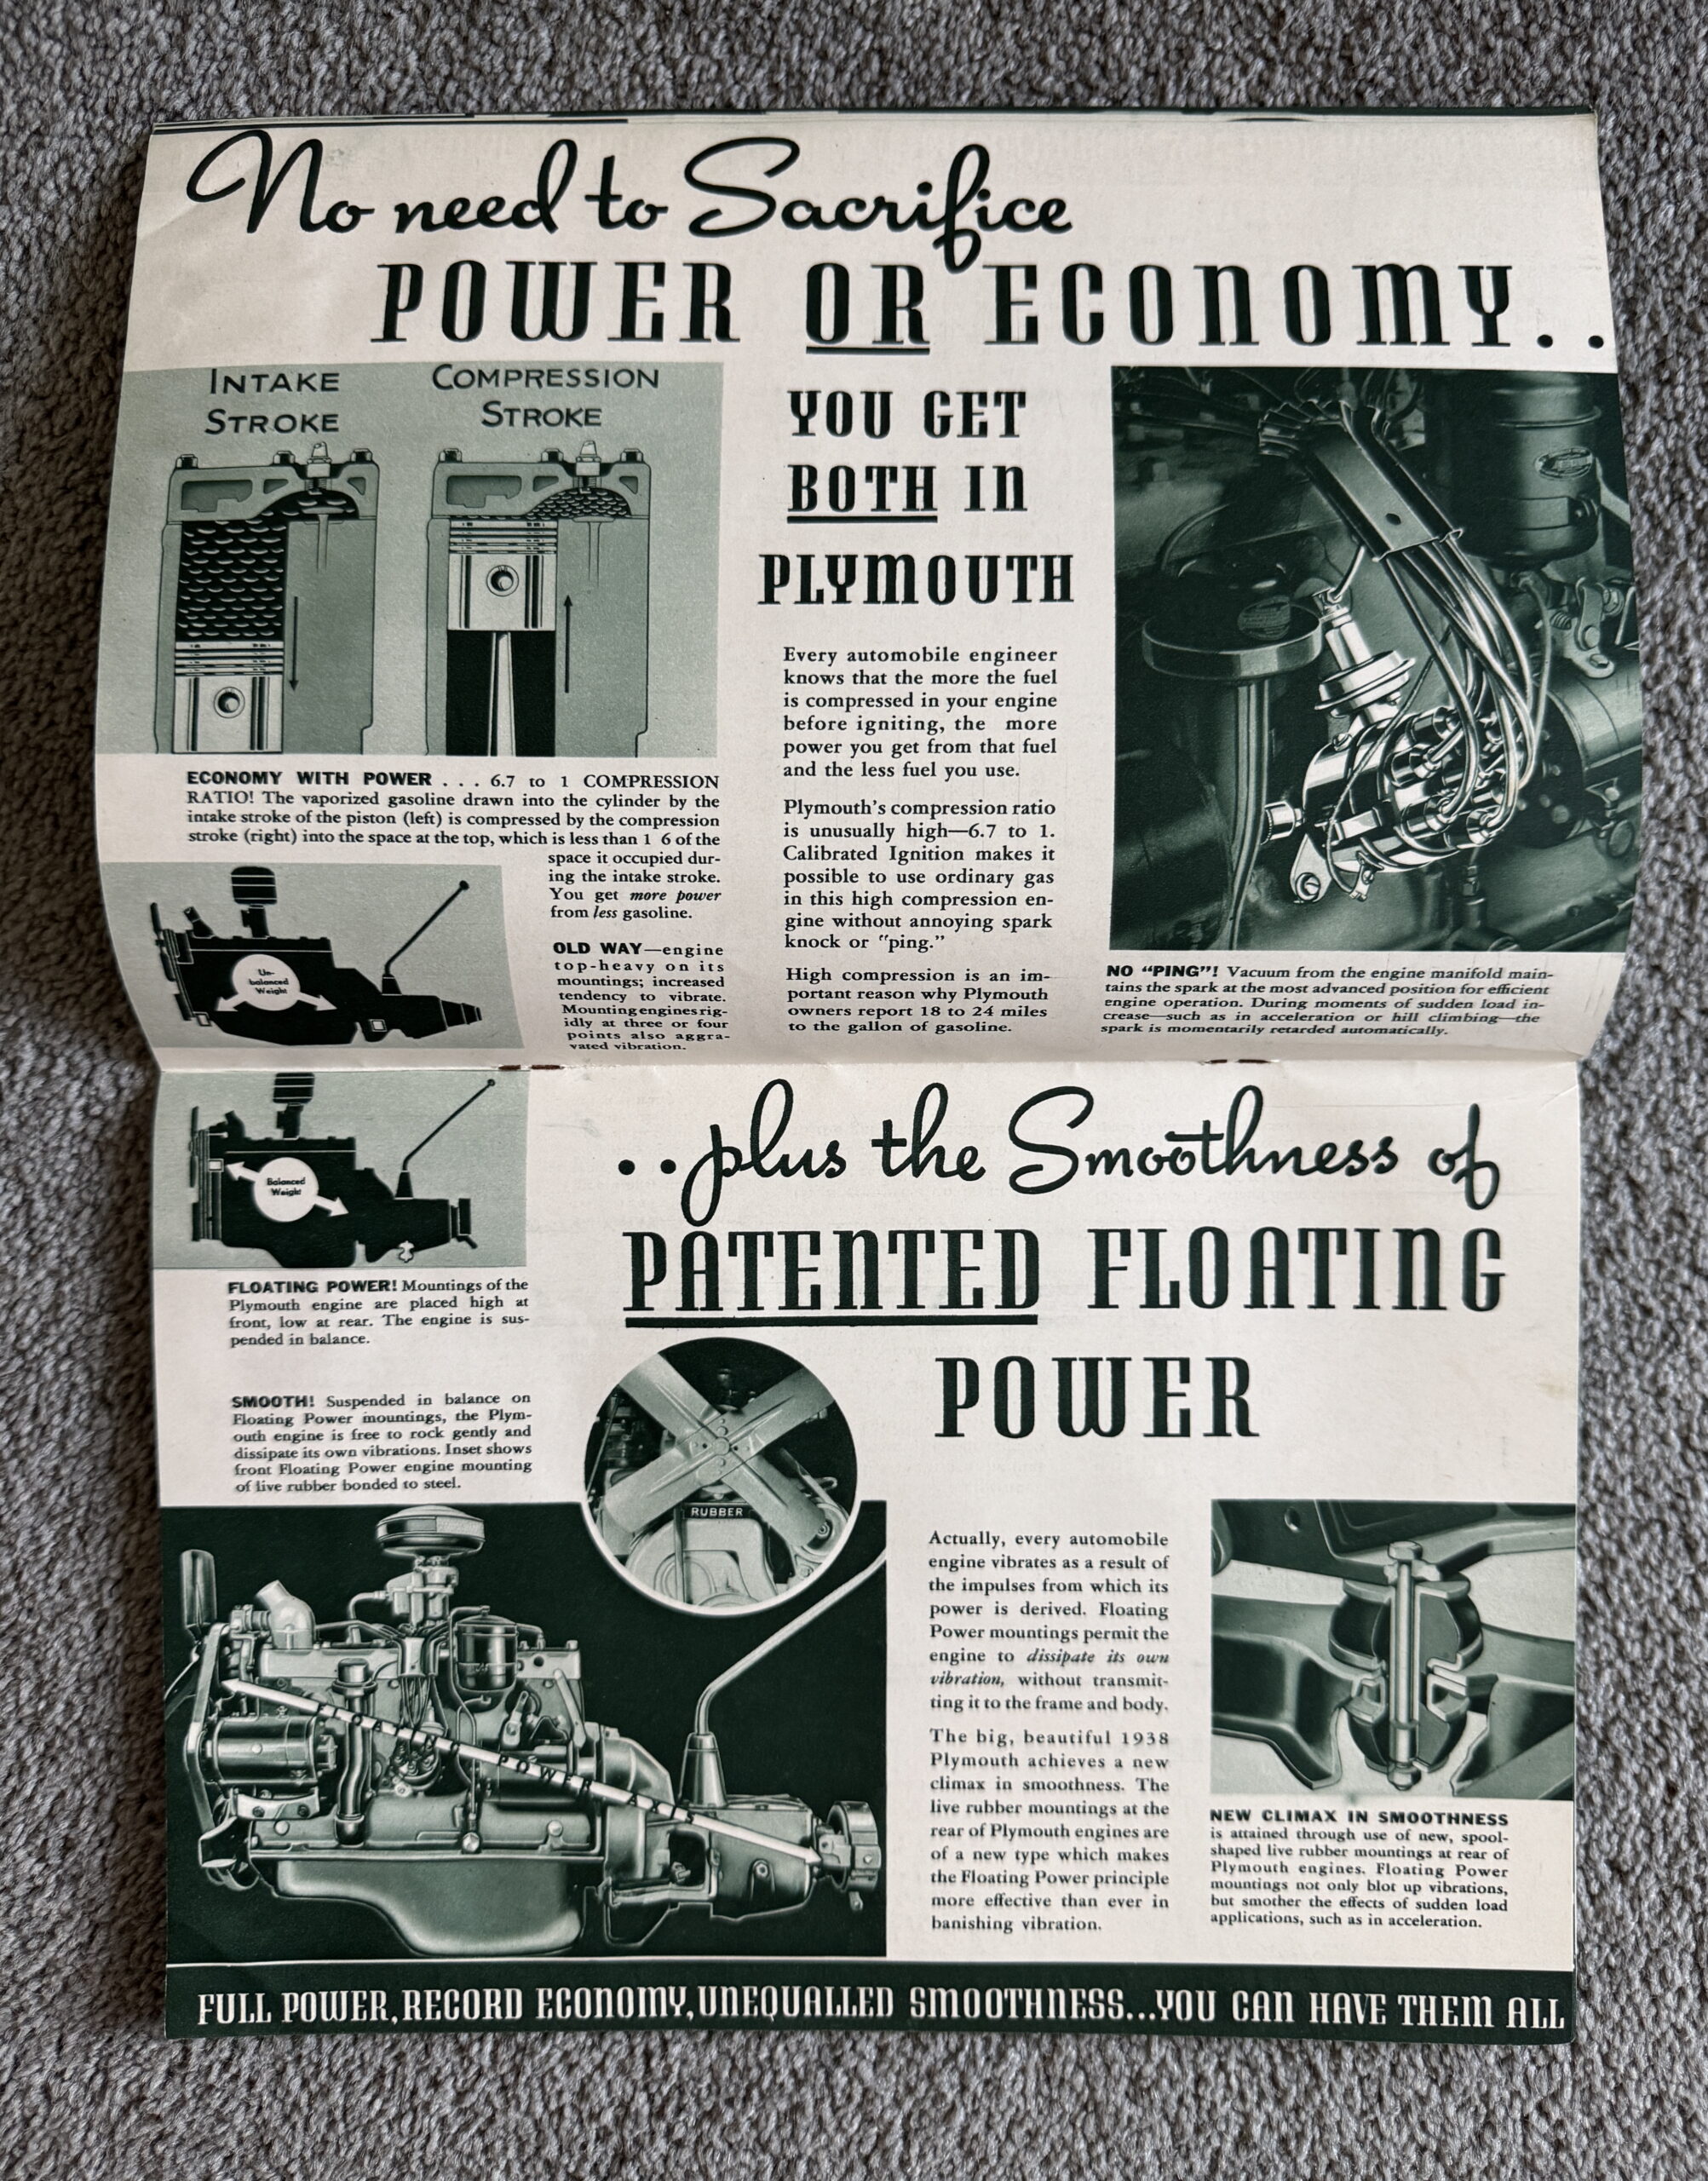 No need to Sacrifice
POWER OR ECONOMY..
INTAKE
STROKE
COMPRESSION
STROKE
ECONOMY WITH POWER . . . 6.7 to 1 COMPRESSION
RATIO! The vaporized gasoline drawn into the cylinder by the
intake stroke of the piston (left) is compressed by the compression
stroke (right) into the space at the top, which is less than 1 6 of the
space it occupied dur-
ing the intake stroke.
You get more power
from less gasoline.
Un-
balanced
Weight
OLD WAY—engine
top-heavy on its
mountings; increased
tendency to vibrate.
Mounting engines rig-
idly at three or four
points also aggra-
vated vibration.
YOU GET
BOTH IN
PLYMOUTH
Every automobile engineer
knows that the more the fuel
is compressed in your engine
before igniting, the more
power you get from that fuel
and the less fuel you use.
Plymouth's compression ratio
is unusually high—6.7 to 1.
Calibrated Ignition makes it
possible to use ordinary gas
in this high compression en-
gine without annoying spark
knock or "ping."
High compression is an im-
portant reason why Plymouth
owners report 18 to 24 miles
to the gallon of gasoline.
NO "PING"! Vacuum from the engine manifold main-
tains the spark at the most advanced position for efficient
engine operation. During moments of sudden load in-
crease—such as in acceleration or hill climbing—the
spark is momentarily retarded automatically.
Balanced
Weight
FLOATING POWER! Mountings of the
Plymouth engine are placed high at
front, low at rear. The engine is sus-
pended in balance.
SMOOTH! Suspended in balance on
Floating Power mountings, the Plym-
outh engine is free to rock gently and
dissipate its own vibrations. Inset shows
front Floating Power engine mounting
of live rubber bonded to steel.
..plus the Smoothness of
PATENTED FLOATING
POWER
RUBBER
FLOATING POWER AXIS
Actually, every automobile
engine vibrates as a result of
the impulses from which its
power is derived. Floating
Power mountings permit the
engine to dissipate its own
vibration, without transmit-
ting it to the frame and body.
The big, beautiful 1938
Plymouth achieves a new
climax in smoothness. The
live rubber mountings at the
rear of Plymouth engines are
of a new type which makes
the Floating Power principle
more effective than ever in
banishing vibration.
NEW CLIMAX IN SMOOTHNESS
is attained through use of new, spool-
shaped live rubber mountings at rear of
Plymouth engines. Floating Power
mountings not only blot up vibrations,
but smother the effects of sudden load
applications, such as in acceleration.
FULL POWER, RECORD ECONOMY, UNEQUALLED SMOOTHNESS...YOU CAN HAVE THEM ALL